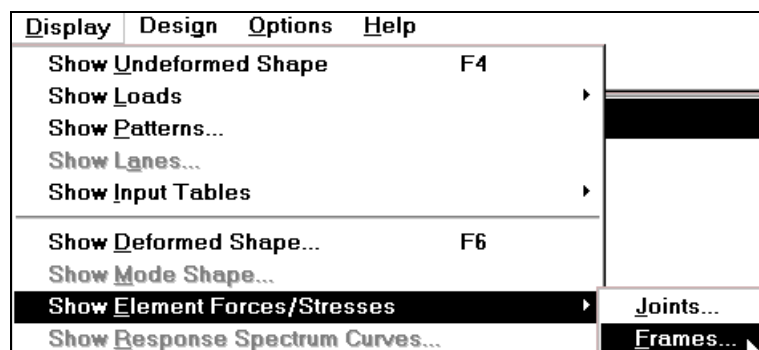 Display Design Options Help
Show Undeformed Shape F4
Show Loads
Show Patterns...
Show Lanes...
Show Input Tables
Show Deformed Shape... F6
Show Mode Shape...
Show Element Forces/Stresses
Joints...
Show Response Spectrum Curves...
Frames...